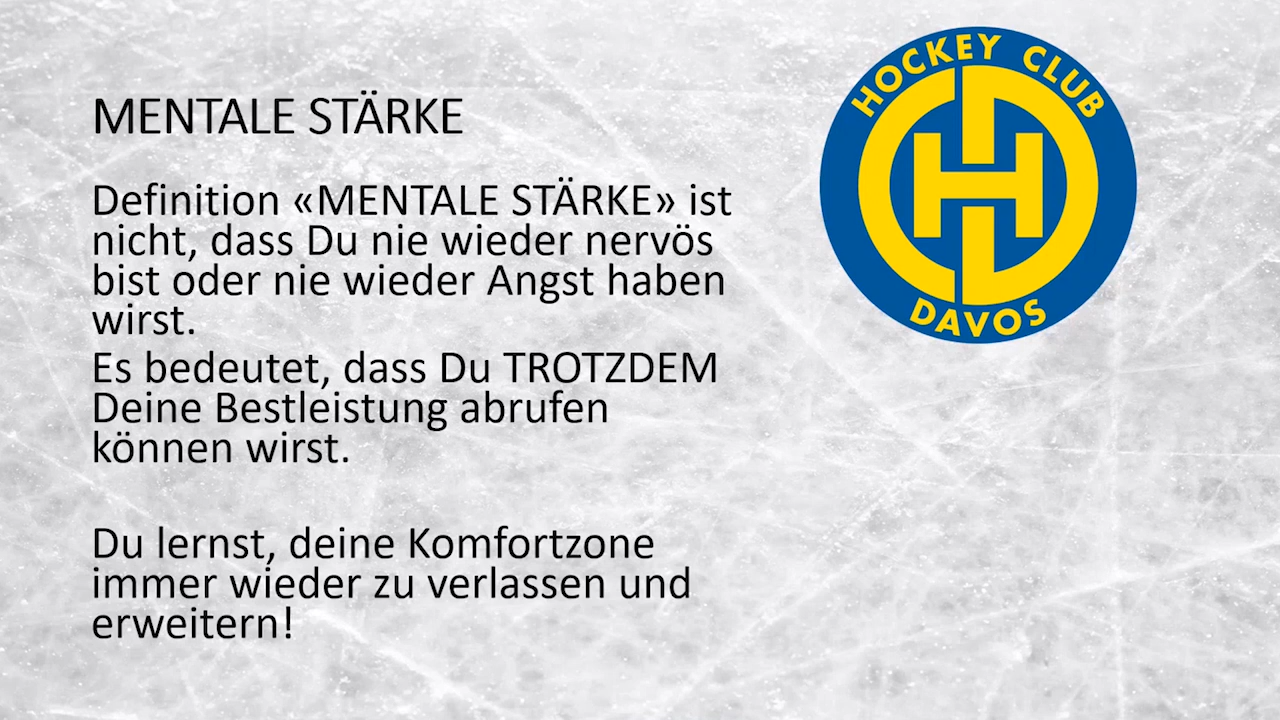 MENTALE STÄRKE
Definition «MENTALE STÄRKE» ist
nicht, dass Du nie wieder nervös
bist oder nie wieder Angst haben
wirst.
Es bedeutet, dass Du TROTZDEM
Deine Bestleistung abrufen
können wirst.
Du lernst, deine Komfortzone
immer wieder zu verlassen und
erweitern!
HOCKEY CLUB
HCD
DAVOS